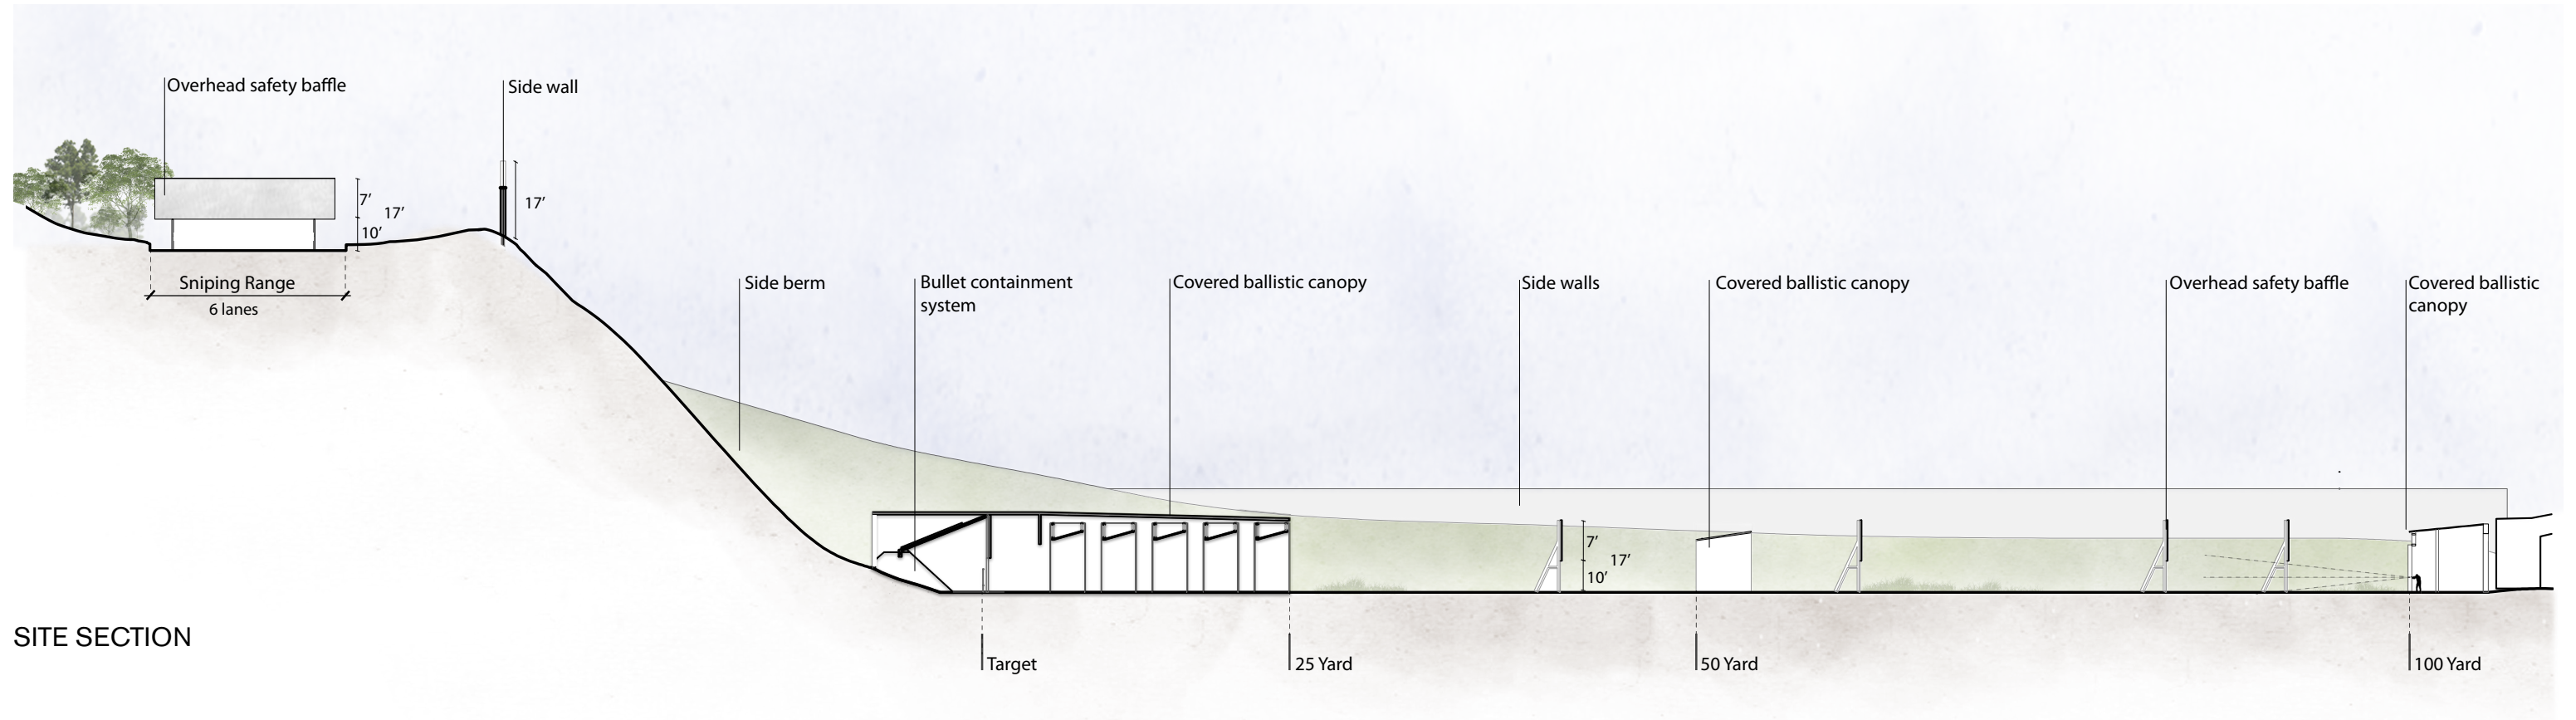 Overhead safety baffle
Side wall
7’
17’
10’
17’
Sniping Range
6 lanes
Side berm
Bullet containment
system
Covered ballistic canopy
Side walls
Covered ballistic canopy
Overhead safety baffle
Covered ballistic
canopy
7’
17’
10’
SITE SECTION
Target
25 Yard
50 Yard
100 Yard